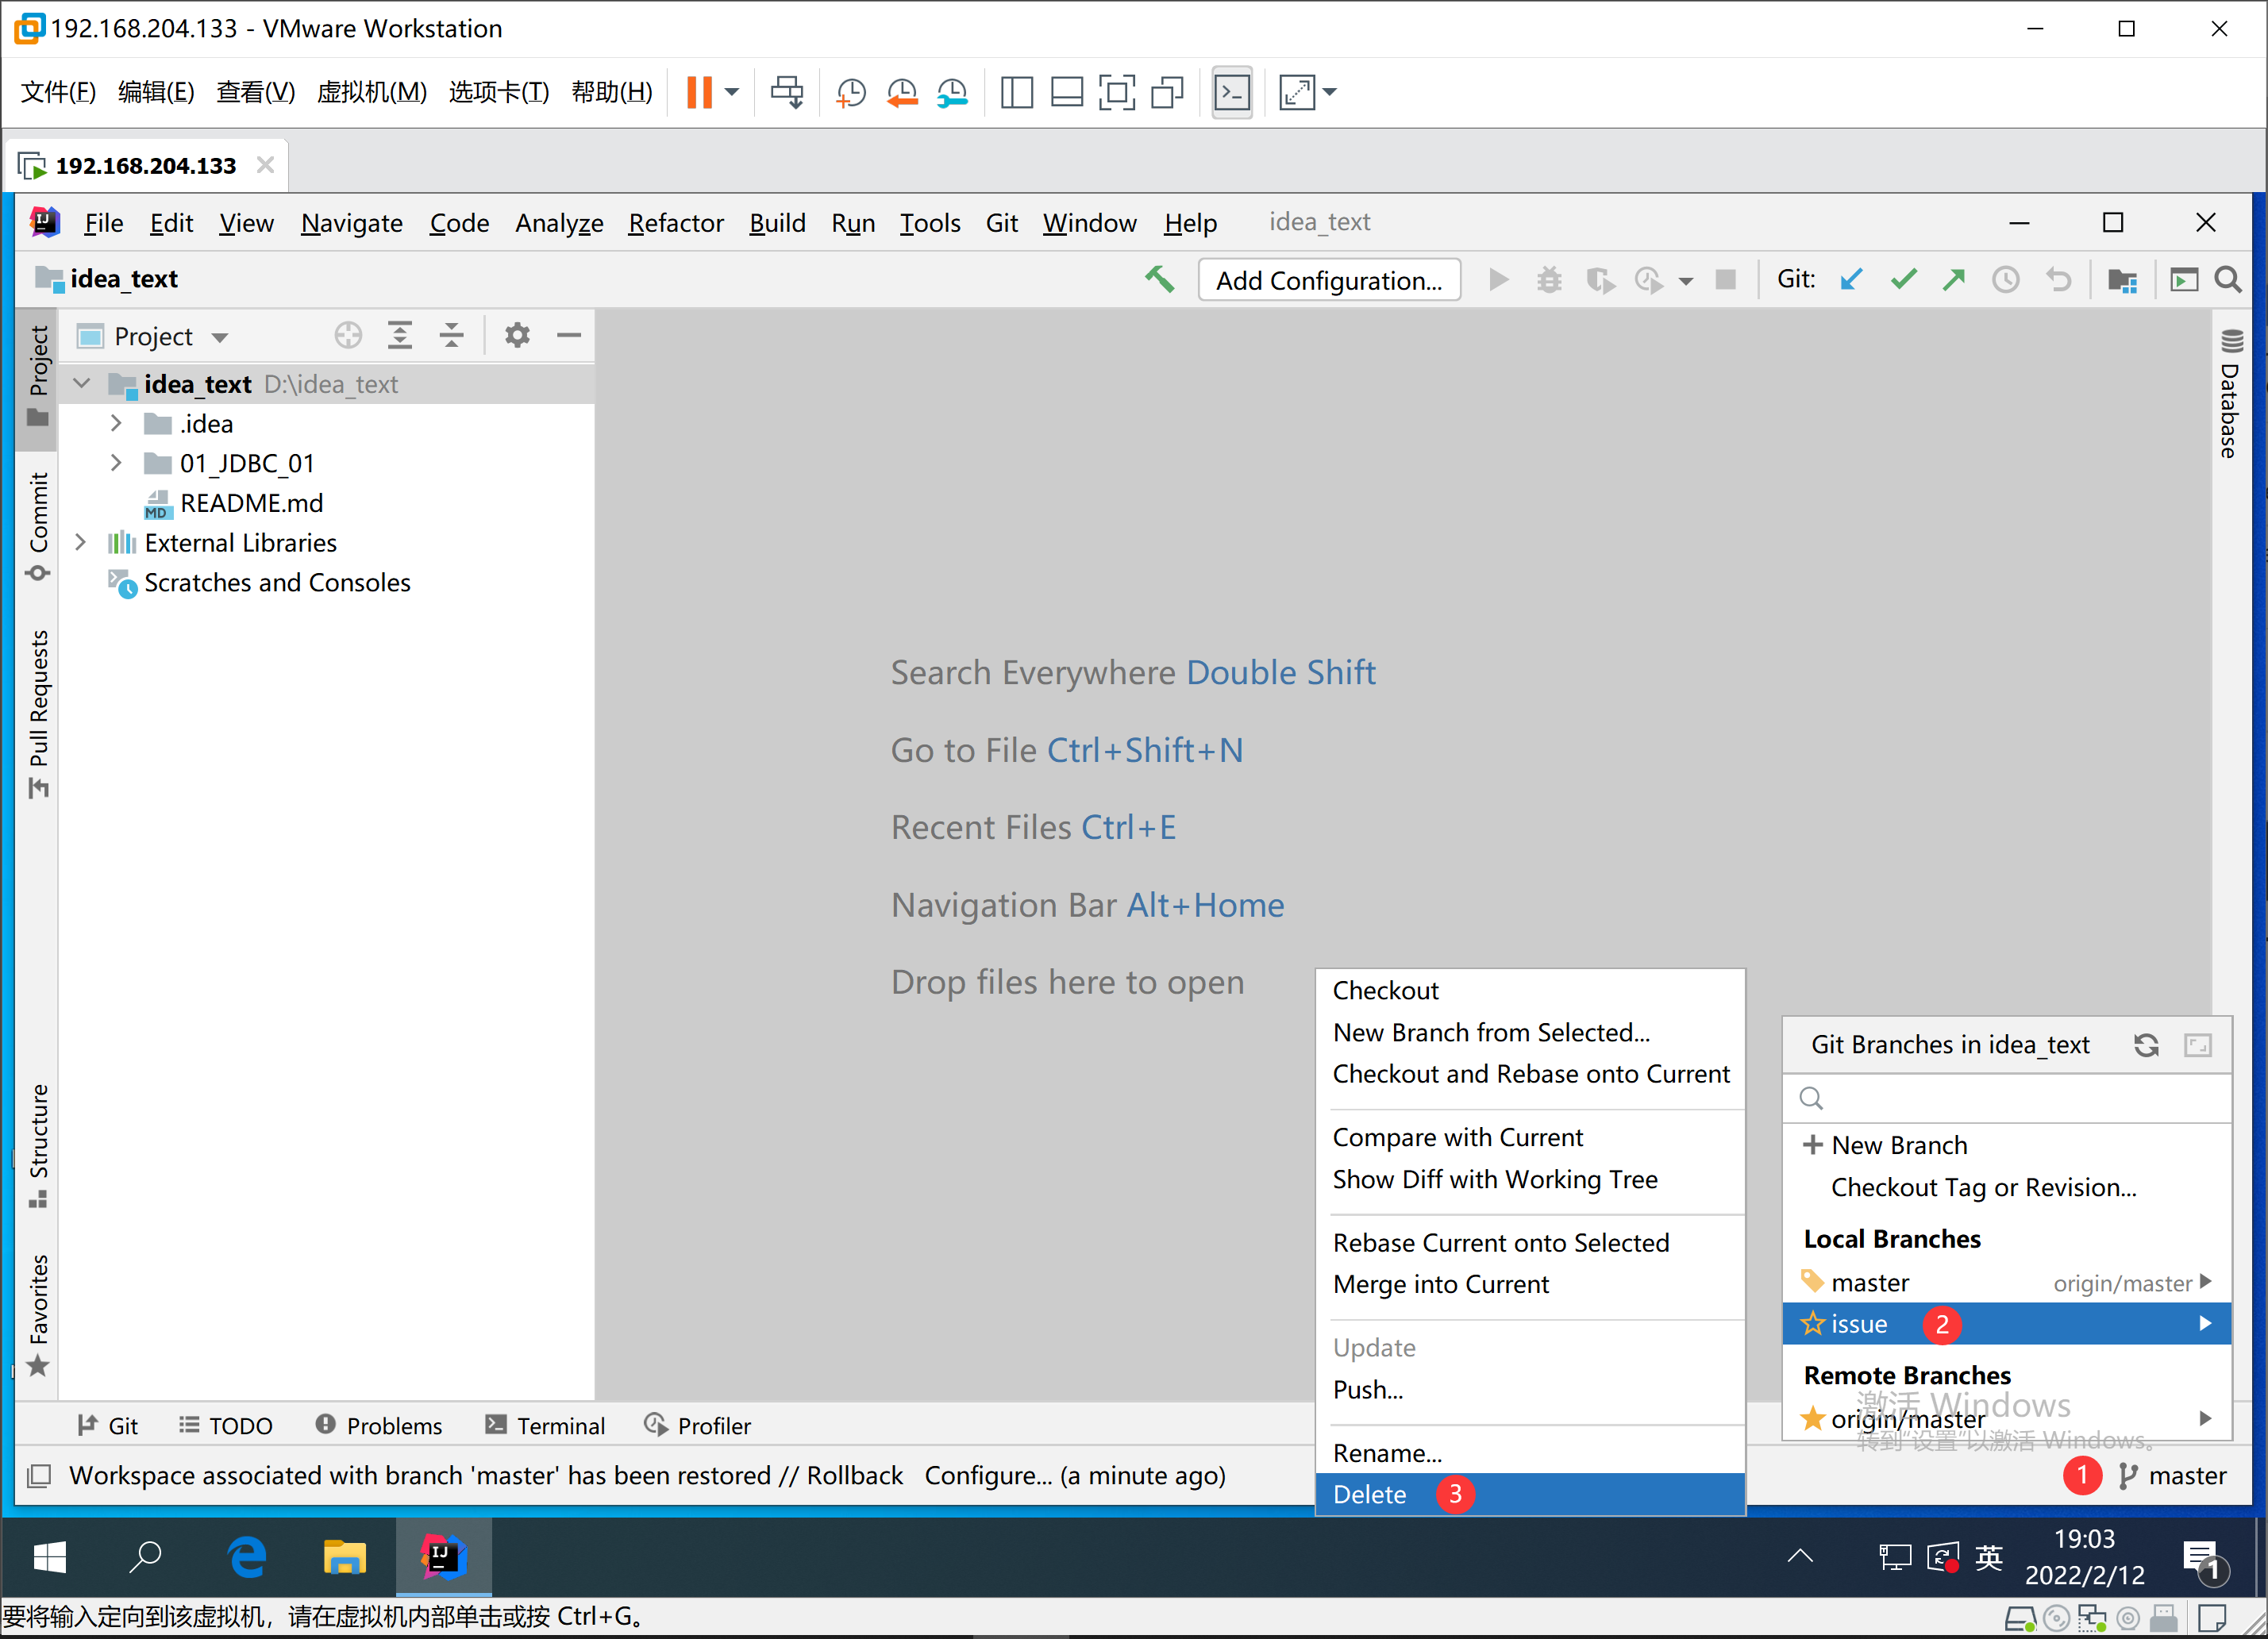 192.168.204.133 - VMware Workstation
文件(F) 编辑(E) 查看(V) 虚拟机(M) 选项卡(T) 帮助(H)
192.168.204.133
File Edit View Navigate Code Analyze Refactor Build Run Tools Git Window Help idea_text
idea_text
Add Configuration...
Git:
Project
Project
idea_text D:\idea_text
.idea
01_JDBC_01
README.md
External Libraries
Scratches and Consoles
Commit
Pull Requests
Structure
Favorites
Database
Search Everywhere Double Shift
Go to File Ctrl+Shift+N
Recent Files Ctrl+E
Navigation Bar Alt+Home
Drop files here to open
Checkout
New Branch from Selected...
Checkout and Rebase onto Current
Compare with Current
Show Diff with Working Tree
Rebase Current onto Selected
Merge into Current
Update
Push...
Rename...
Delete 3
Git Branches in idea_text
New Branch
Checkout Tag or Revision...
Local Branches
master origin/master
issue 2
Remote Branches
激活 Windows
origin/master
转到"设置"以激活 Windows。
Git TODO Problems Terminal Profiler
Workspace associated with branch 'master' has been restored // Rollback Configure... (a minute ago)
1 master
英
19:03
2022/2/12
1
要将输入定向到该虚拟机，请在虚拟机内部单击或按 Ctrl+G。